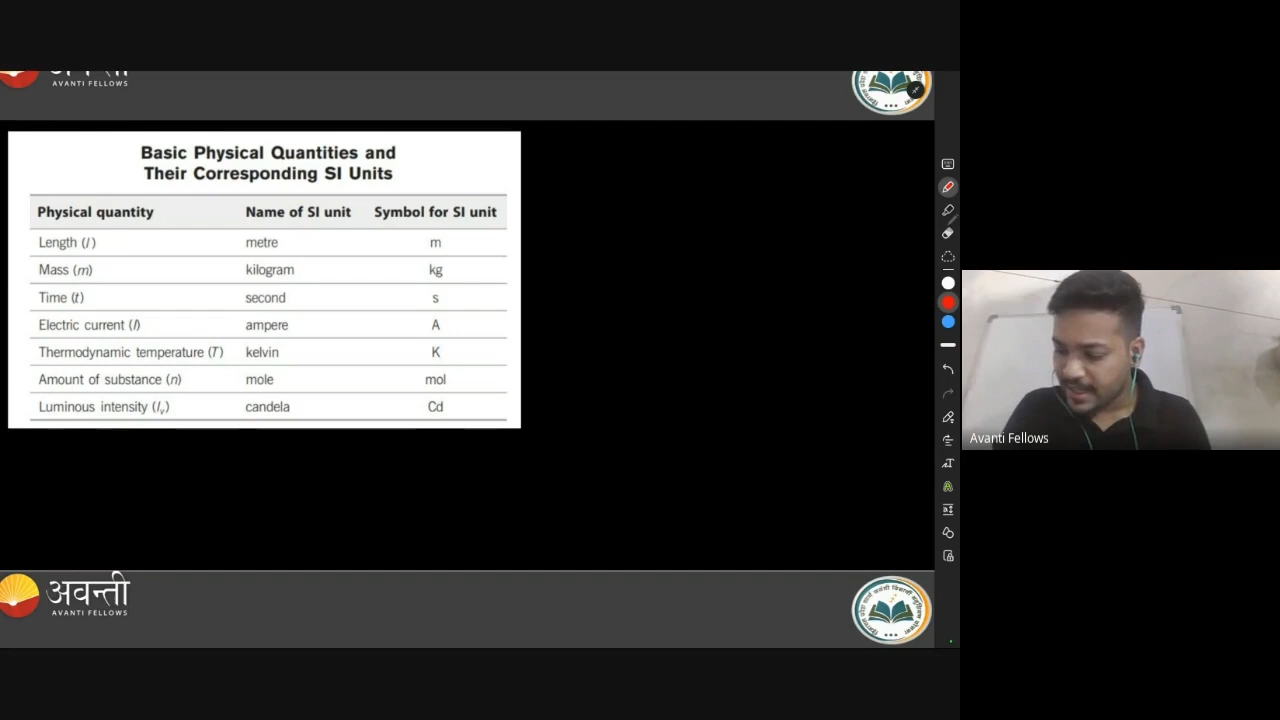 AVANTI FELLOWS
Basic Physical Quantities and
Their Corresponding SI Units
Physical quantity Name of SI unit Symbol for SI unit
Length (l) metre m
Mass (m) kilogram kg
Time (t) second s
Electric current (I) ampere A
Thermodynamic temperature (T) kelvin K
Amount of substance (n) mole mol
Luminous intensity (Iv) candela Cd
Avanti Fellows
अवन्ती
AVANTI FELLOWS